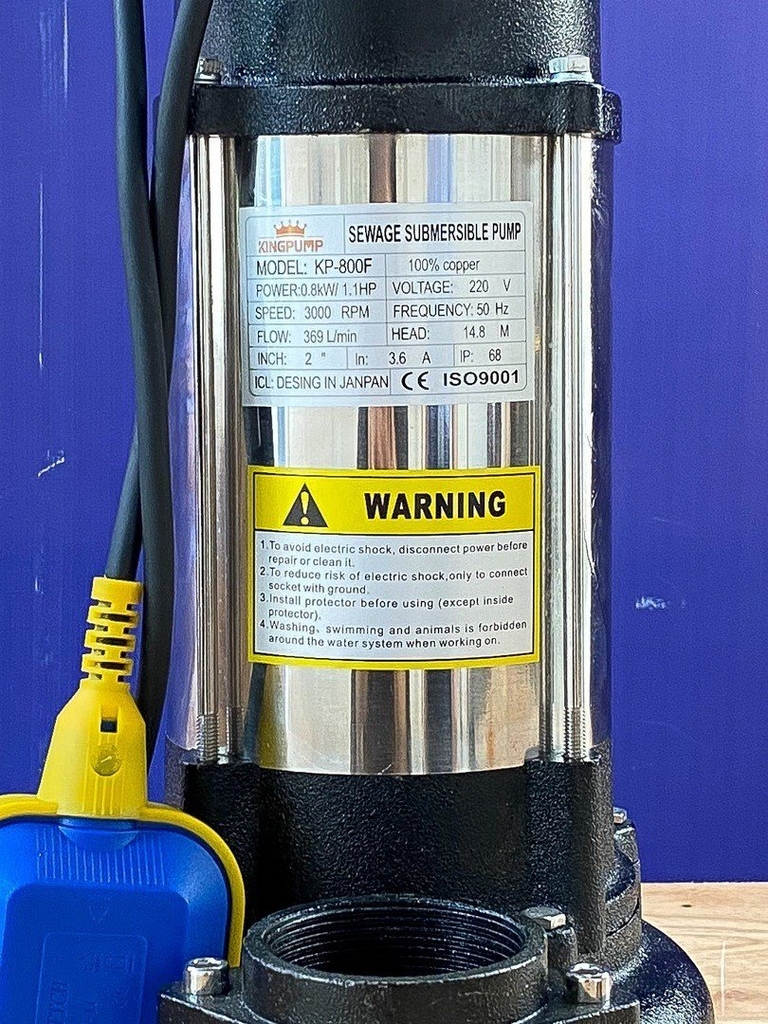 KINGPUMP SEWAGE SUBMERSIBLE PUMP
MODEL: KP-800F 100% copper
POWER:0.8kW/ 1.1HP VOLTAGE: 220 V
SPEED: 3000 RPM FREQUENCY: 50 Hz
FLOW: 369 L/min HEAD: 14.8 M
INCH: 2 " In: 3.6 A IP: 68
ICL: DESING IN JANPAN CE ISO9001
WARNING
1.To avoid electric shock, disconnect power before
repair or clean it.
2.To reduce risk of electric shock,only to connect
socket with ground.
3.Install protector before using (except inside
protector).
4.Washing、swimming and animals is forbidden
around the water system when working on.